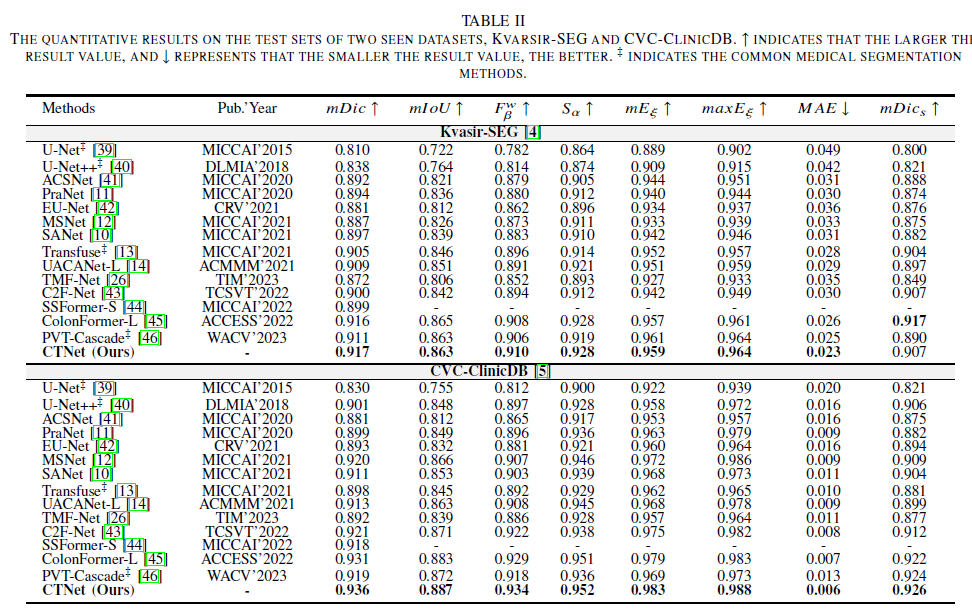 TABLE II
THE QUANTITATIVE RESULTS ON THE TEST SETS OF TWO SEEN DATASETS, KVARSIR-SEG AND CVC-CLINICDB. ↑ INDICATES THAT THE LARGER THE
RESULT VALUE, AND ↓ REPRESENTS THAT THE SMALLER THE RESULT VALUE, THE BETTER. ‡ INDICATES THE COMMON MEDICAL SEGMENTATION
METHODS.
Methods Pub.'Year mDic ↑ mIoU ↑ F_β^w ↑ S_α ↑ mE_ξ ↑ maxE_ξ ↑ MAE ↓ mDic_s ↑
Kvasir-SEG [4]
U-Net‡ [39] MICCAI'2015 0.810 0.722 0.782 0.864 0.889 0.902 0.049 0.800
U-Net++‡ [40] DLMIA'2018 0.838 0.764 0.814 0.874 0.909 0.915 0.042 0.821
ACSNet [41] MICCAI'2020 0.892 0.821 0.879 0.905 0.944 0.951 0.031 0.888
PraNet [11] MICCAI'2020 0.894 0.836 0.880 0.912 0.940 0.944 0.030 0.874
EU-Net [42] CRV'2021 0.881 0.812 0.862 0.896 0.934 0.937 0.036 0.876
MSNet [12] MICCAI'2021 0.887 0.826 0.873 0.911 0.933 0.939 0.033 0.875
SANet [10] MICCAI'2021 0.897 0.839 0.883 0.910 0.942 0.946 0.031 0.882
Transfuse‡ [13] MICCAI'2021 0.905 0.846 0.896 0.914 0.952 0.957 0.028 0.904
UACANet-L [14] ACMMM'2021 0.909 0.851 0.891 0.921 0.951 0.959 0.029 0.897
TMF-Net [26] TIM'2023 0.872 0.806 0.852 0.893 0.927 0.933 0.035 0.849
C2F-Net [43] TCSVT'2022 0.900 0.842 0.894 0.912 0.942 0.949 0.030 0.907
SSFormer-S [44] MICCAI'2022 0.899 - - - - - - -
ColonFormer-L [45] ACCESS'2022 0.916 0.865 0.908 0.928 0.957 0.961 0.026 0.917
PVT-Cascade‡ [46] WACV'2023 0.911 0.863 0.906 0.919 0.961 0.964 0.025 0.890
CTNet (Ours) - 0.917 0.863 0.910 0.928 0.959 0.964 0.023 0.907
CVC-ClinicDB [5]
U-Net‡ [39] MICCAI'2015 0.830 0.755 0.812 0.900 0.922 0.939 0.020 0.821
U-Net++‡ [40] DLMIA'2018 0.901 0.848 0.897 0.928 0.958 0.972 0.016 0.906
ACSNet [41] MICCAI'2020 0.881 0.812 0.865 0.917 0.953 0.957 0.016 0.875
PraNet [11] MICCAI'2020 0.899 0.849 0.896 0.936 0.963 0.979 0.009 0.882
EU-Net [42] CRV'2021 0.893 0.832 0.881 0.921 0.960 0.964 0.016 0.894
MSNet [12] MICCAI'2021 0.920 0.866 0.907 0.946 0.972 0.986 0.009 0.909
SANet [10] MICCAI'2021 0.911 0.853 0.903 0.939 0.968 0.973 0.011 0.904
Transfuse‡ [13] MICCAI'2021 0.898 0.845 0.892 0.929 0.962 0.965 0.010 0.881
UACANet-L [14] ACMMM'2021 0.913 0.863 0.908 0.945 0.968 0.978 0.009 0.899
TMF-Net [26] TIM'2023 0.892 0.839 0.886 0.928 0.957 0.964 0.011 0.877
C2F-Net [43] TCSVT'2022 0.921 0.871 0.922 0.938 0.975 0.982 0.008 0.912
SSFormer-S [44] MICCAI'2022 0.918 - - - - - - -
ColonFormer-L [45] ACCESS'2022 0.931 0.883 0.929 0.951 0.979 0.983 0.007 0.922
PVT-Cascade‡ [46] WACV'2023 0.919 0.872 0.918 0.936 0.969 0.973 0.013 0.924
CTNet (Ours) - 0.936 0.887 0.934 0.952 0.983 0.988 0.006 0.926